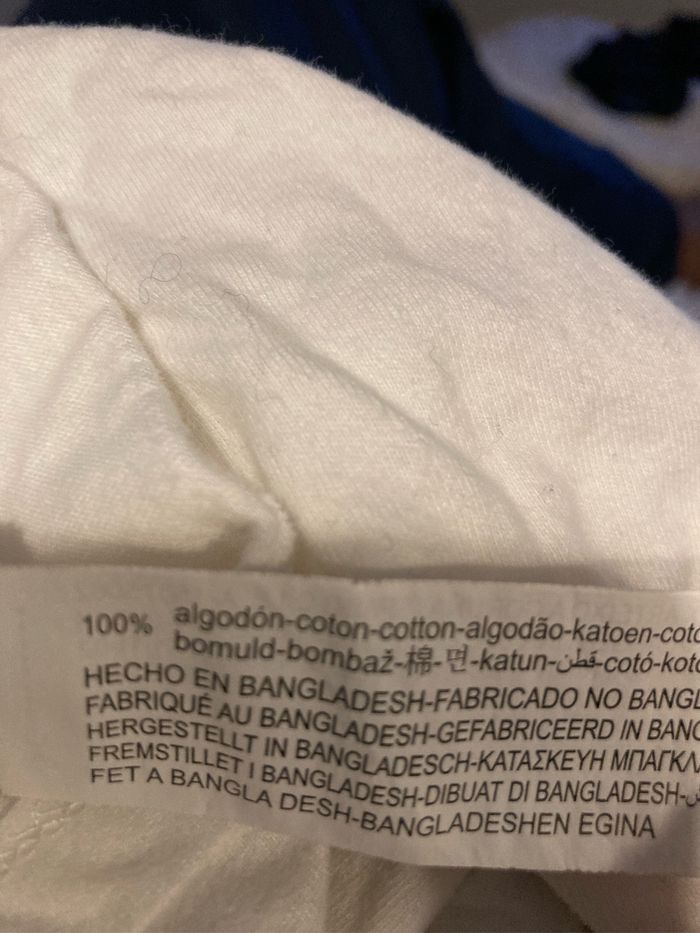 100% algodón-coton-cotton-algodão-katoen-coto
bomuld-bombaž-棉-면-katun-قطن-cotó-koto
HECHO EN BANGLADESH-FABRICADO NO BANGL
FABRIQUÉ AU BANGLADESH-GEFABRICEERD IN BANG
HERGESTELLT IN BANGLADESCH-ΚΑΤΑΣΚΕΥΗ ΜΠΑΓΚΛ
FREMSTILLET I BANGLADESH-DIBUAT DI BANGLADESH-
FET A BANGLA DESH-BANGLADESHEN EGINA